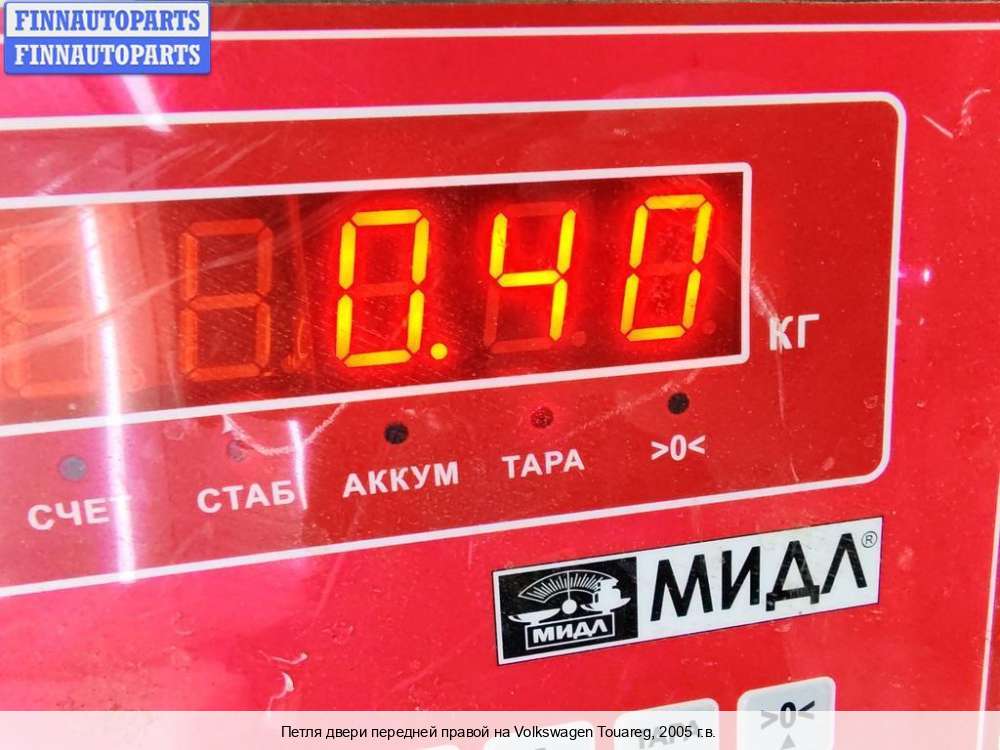 FINNAUTOPARTS
FINNAUTOPARTS
0.40
КГ
СЧЕТ
СТАБ
АККУМ
ТАРА
>0<
МИДЛ®
МИДЛ
ТАРА
>0<
Петля двери передней правой на Volkswagen Touareg, 2005 г.в.